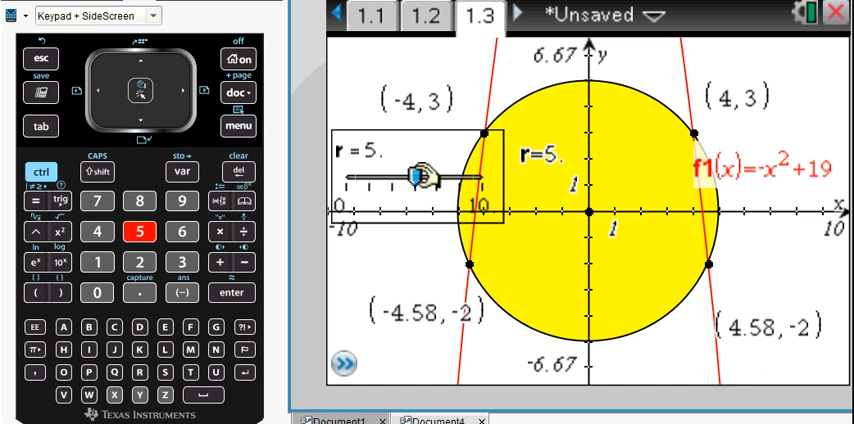 Keypad + SideScreen
1.1 1.2 1.3 *Unsaved
6.67 y
(-4, 3)
(4, 3)
r = 5.
r=5.
f1(x)=-x²+19
1
0 10
-10 1 x 10
(-4.58, -2)
(4.58, -2)
-6.67
off
esc on
save + page
doc
tab menu
CAPS sto→ clear
ctrl ⇧shift var del
= trig 7 8 9
^ x² 4 5 6 × ÷
ln log
eˣ 10ˣ 1 2 3 + −
capture ans ≈
( ) 0 . (−) enter
EE A B C D E F G ?!▸
π▸ H I J K L M N
, O P Q R S T U ↵
V W X Y Z
TEXAS INSTRUMENTS
Document1 x Document4 x